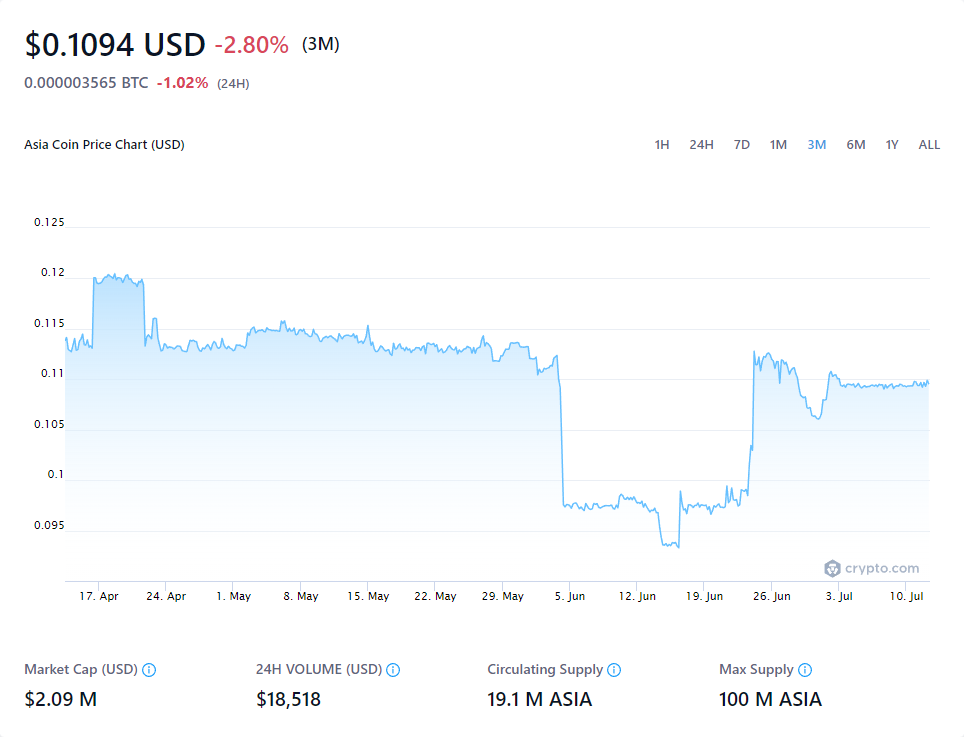 $0.1094 USD -2.80% (3M)
0.000003565 BTC -1.02% (24H)
Asia Coin Price Chart (USD) 1H 24H 7D 1M 3M 6M 1Y ALL
0.125
0.12
0.115
0.11
0.105
0.1
0.095
crypto.com
17. Apr 24. Apr 1. May 8. May 15. May 22. May 29. May 5. Jun 12. Jun 19. Jun 26. Jun 3. Jul 10. Jul
Market Cap (USD) 24H VOLUME (USD) Circulating Supply Max Supply
$2.09 M $18,518 19.1 M ASIA 100 M ASIA